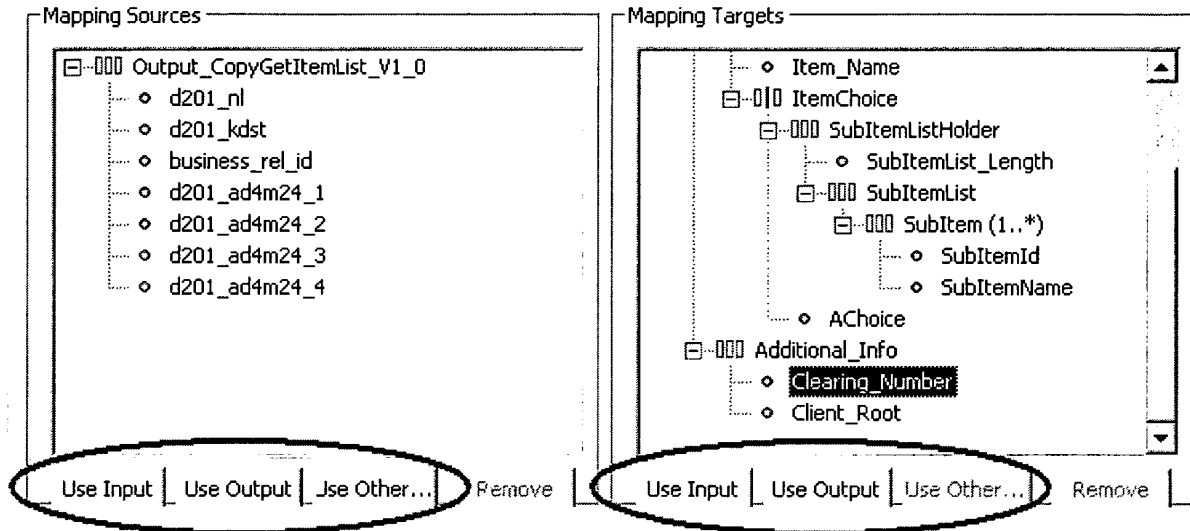 Mapping Sources
Output_CopyGetItemList_V1_0
d201_nl
d201_kdst
business_rel_id
d201_ad4m24_1
d201_ad4m24_2
d201_ad4m24_3
d201_ad4m24_4
Use Input
Use Output
Jse Other...
Remove
Mapping Targets
Item_Name
ItemChoice
SubItemListHolder
SubItemList_Length
SubItemList
SubItem (1..*)
SubItemId
SubItemName
AChoice
Additional_Info
Clearing_Number
Client_Root
Use Input
Use Output
Use Other...
Remove